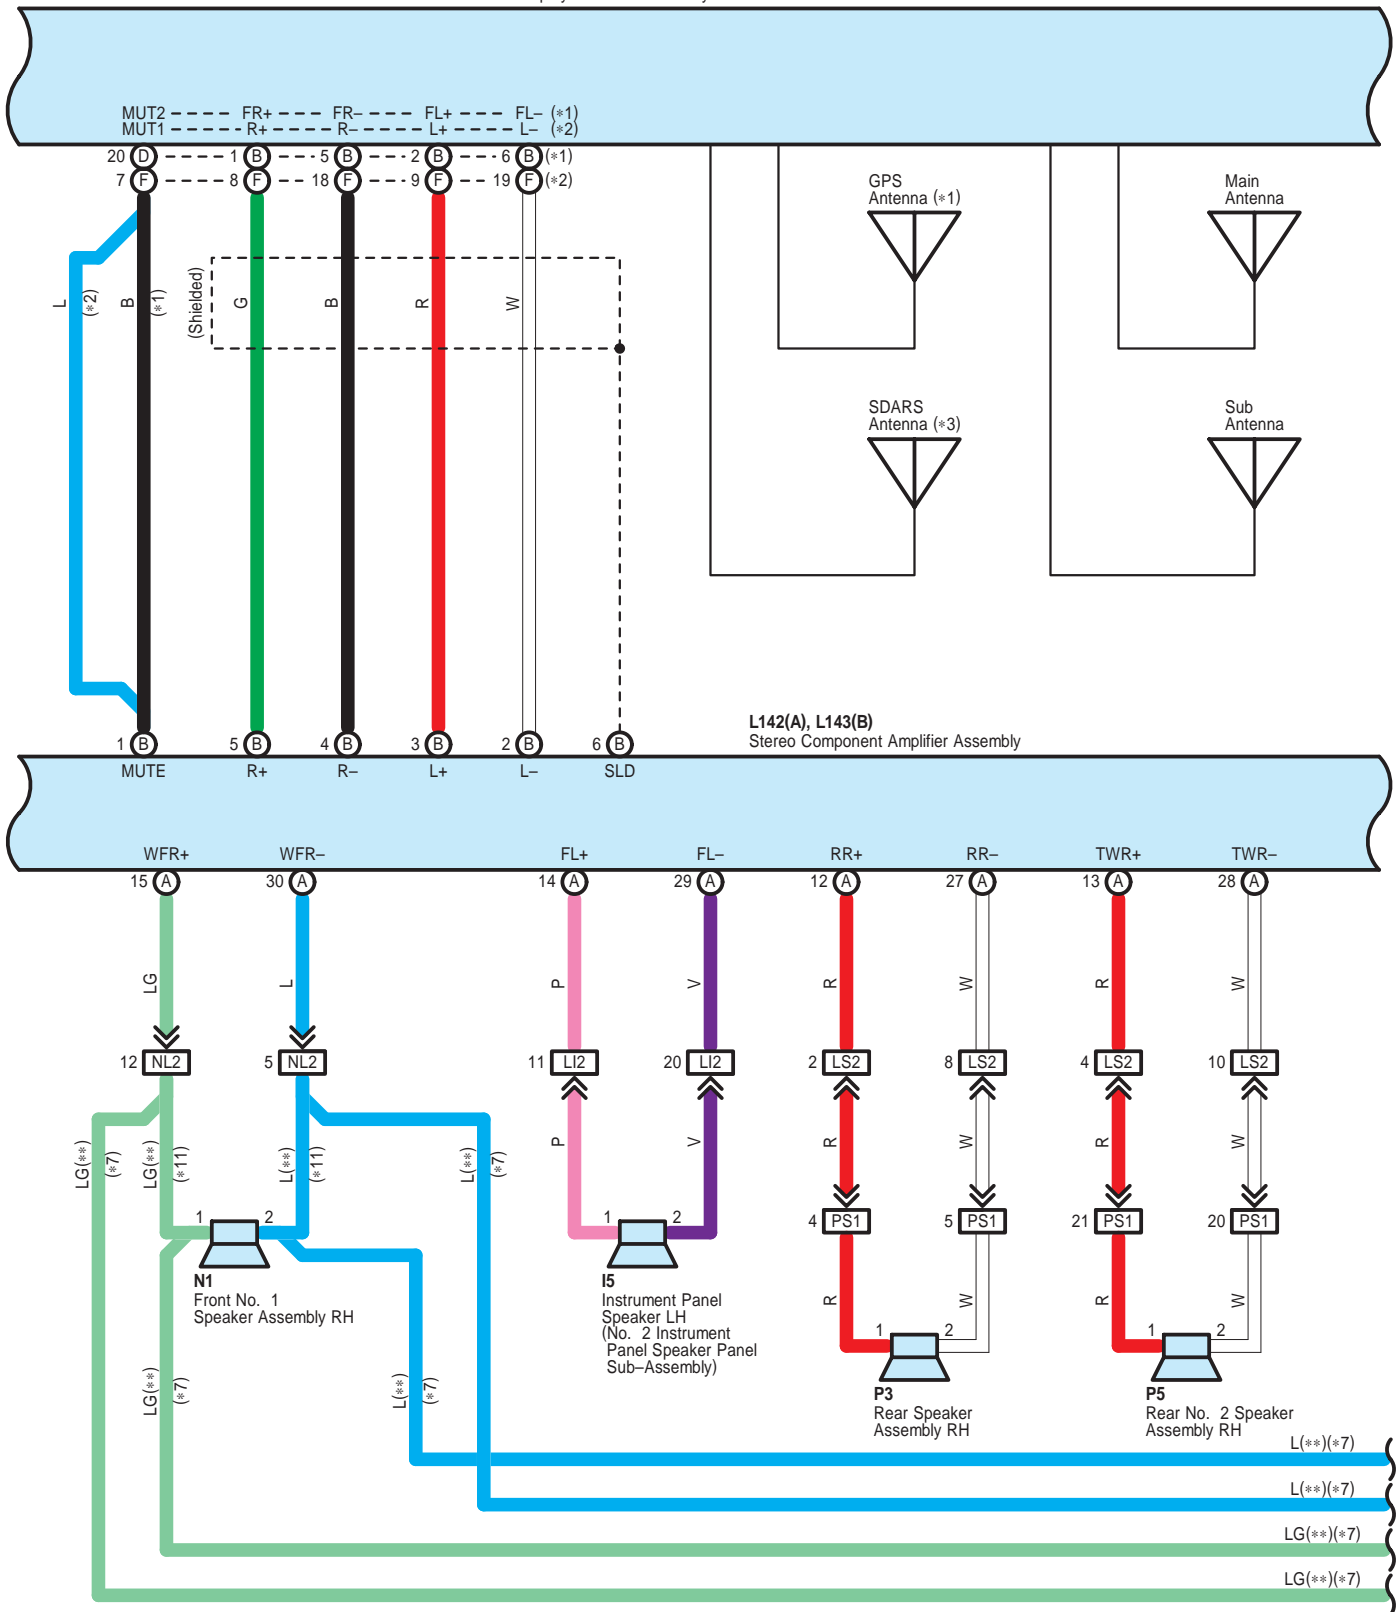 MUT2 FR+ FR– FL+ FL– (∗1)
MUT1 R+ R– L+ L– (∗2)
20 D 1 B 5 B 2 B 6 B (∗1)
7 F 8 F 18 F 9 F 19 F (∗2)
GPS
Antenna (∗1)
Main
Antenna
L
(∗2)
B
(∗1)
(Shielded)
G
B
R
W
SDARS
Antenna (∗3)
Sub
Antenna
L142(A), L143(B)
Stereo Component Amplifier Assembly
1 B 5 B 4 B 3 B 2 B 6 B
MUTE R+ R– L+ L– SLD
WFR+ WFR– FL+ FL– RR+ RR– TWR+ TWR–
15 A 30 A 14 A 29 A 12 A 27 A 13 A 28 A
LG L P V R W R W
12 NL2 5 NL2 11 LI2 20 LI2 2 LS2 8 LS2 4 LS2 10 LS2
LG(∗∗)
(∗7)
LG(∗∗)
(∗11)
L(∗∗)
(∗11)
L(∗∗)
(∗7)
P V R W R W
1 2 1 2 4 PS1 5 PS1 21 PS1 20 PS1
N1
Front No. 1
Speaker Assembly RH
I5
Instrument Panel
Speaker LH
(No. 2 Instrument
Panel Speaker Panel
Sub–Assembly)
R W R W
1 2 1 2
LG(∗∗)
(∗7)
L(∗∗)
(∗7)
P3
Rear Speaker
Assembly RH
P5
Rear No. 2 Speaker
Assembly RH
L(∗∗)(∗7)
L(∗∗)(∗7)
LG(∗∗)(∗7)
LG(∗∗)(∗7)